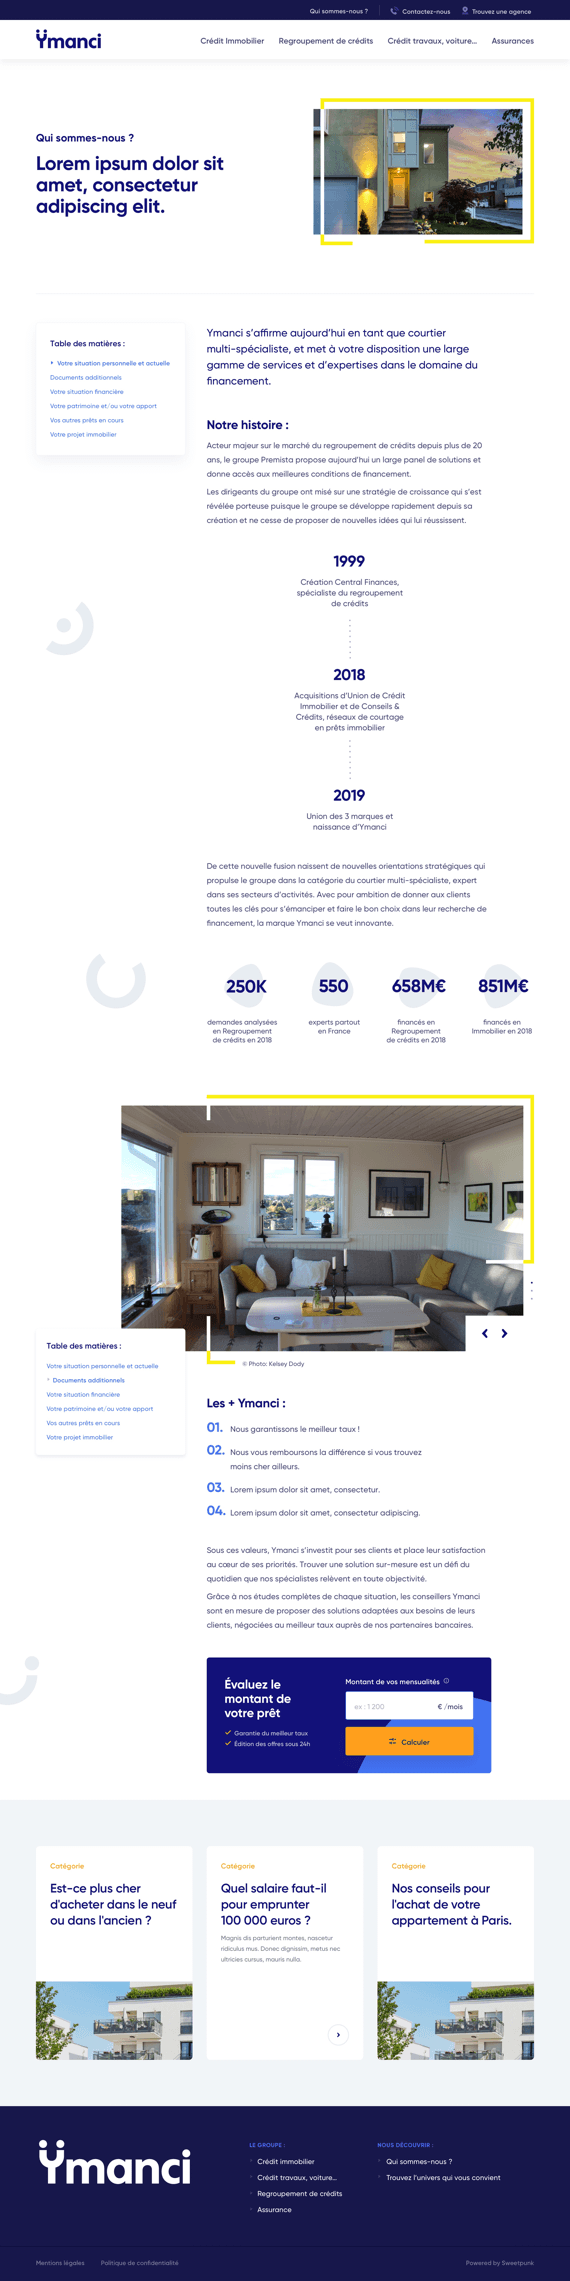 Qui sommes-nous ?
Contactez-nous
Trouvez une agence
Ymanci
Crédit Immobilier
Regroupement de crédits
Crédit travaux, voiture...
Assurances
Qui sommes-nous ?
Lorem ipsum dolor sit
amet, consectetur
adipiscing elit.
Table des matières :
Votre situation personnelle et actuelle
Documents additionnels
Votre situation financière
Votre patrimoine et/ou votre apport
Vos autres prêts en cours
Votre projet immobilier
Ymanci s’affirme aujourd’hui en tant que courtier
multi-spécialiste, et met à votre disposition une large
gamme de services et d’expertises dans le domaine du
financement.
Notre histoire :
Acteur majeur sur le marché du regroupement de crédits depuis plus de 20
ans, le groupe Premista propose aujourd’hui un large panel de solutions et
donne accès aux meilleures conditions de financement.
Les dirigeants du groupe ont misé sur une stratégie de croissance qui s’est
révélée porteuse puisque le groupe se développe rapidement depuis sa
création et ne cesse de proposer de nouvelles idées qui lui réussissent.
1999
Création Central Finances,
spécialiste du regroupement
de crédits
2018
Acquisitions d’Union de Crédit
Immobilier et de Conseils &
Crédits, réseaux de courtage
en prêts immobilier
2019
Union des 3 marques et
naissance d’Ymanci
De cette nouvelle fusion naissent de nouvelles orientations stratégiques qui
propulse le groupe dans la catégorie du courtier multi-spécialiste, expert
dans ses secteurs d’activités. Avec pour ambition de donner aux clients
toutes les clés pour s’émanciper et faire le bon choix dans leur recherche de
financement, la marque Ymanci se veut innovante.
250K
demandes analysées
en Regroupement
de crédits en 2018
550
experts partout
en France
658M€
financés en
Regroupement
de crédits en 2018
851M€
financés en
Immobilier en 2018
© Photo: Kelsey Dody
Table des matières :
Votre situation personnelle et actuelle
Documents additionnels
Votre situation financière
Votre patrimoine et/ou votre apport
Vos autres prêts en cours
Votre projet immobilier
Les + Ymanci :
01. Nous garantissons le meilleur taux !
02. Nous vous remboursons la différence si vous trouvez
moins cher ailleurs.
03. Lorem ipsum dolor sit amet, consectetur.
04. Lorem ipsum dolor sit amet, consectetur adipiscing.
Sous ces valeurs, Ymanci s’investit pour ses clients et place leur satisfaction
au cœur de ses priorités. Trouver une solution sur-mesure est un défi du
quotidien que nos spécialistes relèvent en toute objectivité.
Grâce à nos études complètes de chaque situation, les conseillers Ymanci
sont en mesure de proposer des solutions adaptées aux besoins de leurs
clients, négociées au meilleur taux auprès de nos partenaires bancaires.
Évaluez le
montant de
votre prêt
Garantie du meilleur taux
Édition des offres sous 24h
Montant de vos mensualités
ex : 1 200
€ /mois
Calculer
Catégorie
Est-ce plus cher
d'acheter dans le neuf
ou dans l'ancien ?
Catégorie
Quel salaire faut-il
pour emprunter
100 000 euros ?
Magnis dis parturient montes, nascetur
ridiculus mus. Donec dignissim, metus nec
ultricies cursus, mauris nulla.
Catégorie
Nos conseils pour
l'achat de votre
appartement à Paris.
Ymanci
LE GROUPE :
Crédit immobilier
Crédit travaux, voiture...
Regroupement de crédits
Assurance
NOUS DÉCOUVRIR :
Qui sommes-nous ?
Trouvez l’univers qui vous convient
Mentions légales
Politique de confidentialité
Powered by Sweetpunk